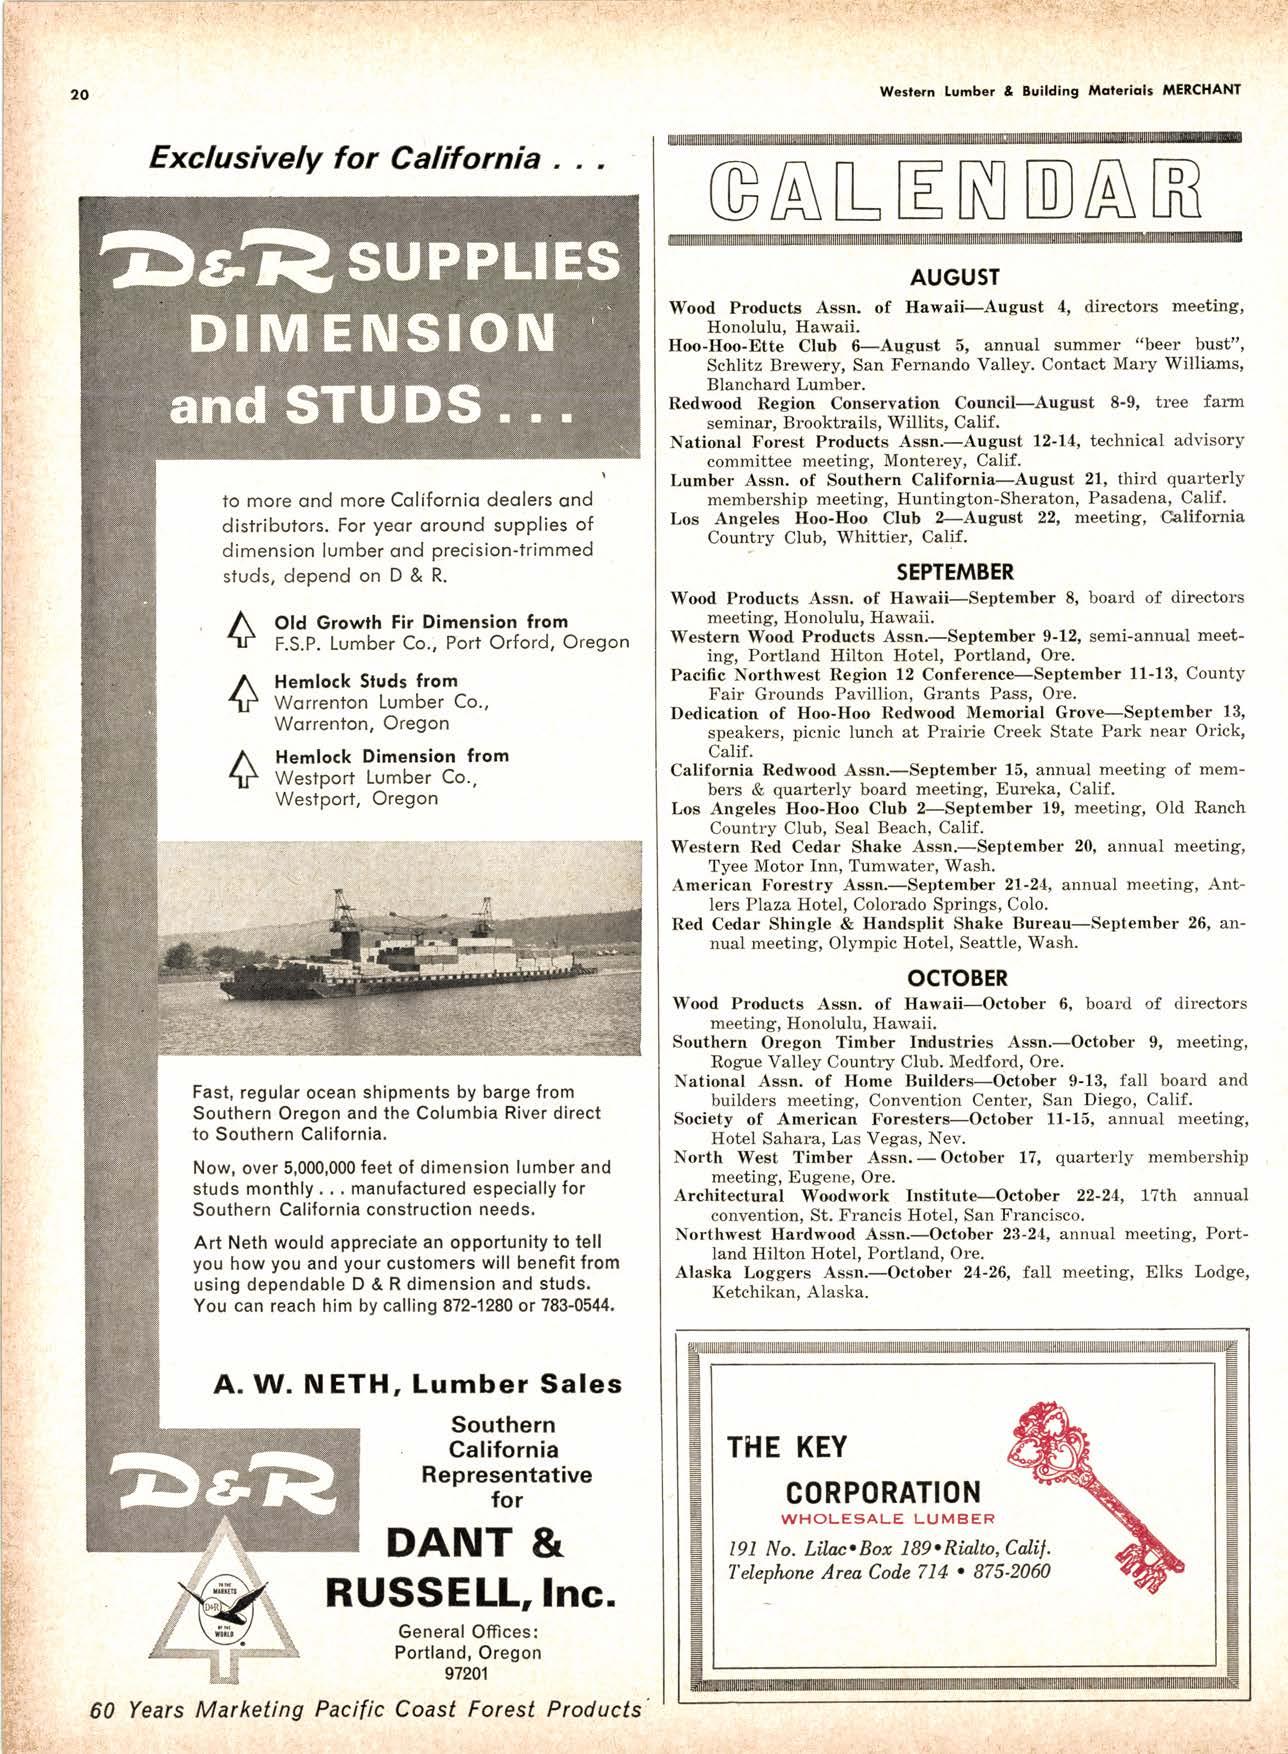 20
Western Lumber & Building Materials MERCHANT
Exclusively for California . . .
D&R SUPPLIES
DIMENSION
and STUDS . . .
to more and more California dealers and
distributors. For year around supplies of
dimension lumber and precision-trimmed
studs, depend on D & R.
Old Growth Fir Dimension from
F.S.P. Lumber Co., Port Orford, Oregon
Hemlock Studs from
Warrenton Lumber Co.,
Warrenton, Oregon
Hemlock Dimension from
Westport Lumber Co.,
Westport, Oregon
Fast, regular ocean shipments by barge from
Southern Oregon and the Columbia River direct
to Southern California.
Now, over 5,000,000 feet of dimension lumber and
studs monthly . . . manufactured especially for
Southern California construction needs.
Art Neth would appreciate an opportunity to tell
you how you and your customers will benefit from
using dependable D & R dimension and studs.
You can reach him by calling 872-1280 or 783-0544.
A. W. NETH, Lumber Sales
Southern
California
Representative
for
D&R
DANT &
RUSSELL, Inc.
TO THE
MARKETS
D+R
OF THE
WORLD
General Offices:
Portland, Oregon
97201
60 Years Marketing Pacific Coast Forest Products
CALENDAR
AUGUST
Wood Products Assn. of Hawaii—August 4, directors meeting,
Honolulu, Hawaii.
Hoo-Hoo-Ette Club 6—August 5, annual summer "beer bust",
Schlitz Brewery, San Fernando Valley. Contact Mary Williams,
Blanchard Lumber.
Redwood Region Conservation Council—August 8-9, tree farm
seminar, Brooktrails, Willits, Calif.
National Forest Products Assn.—August 12-14, technical advisory
committee meeting, Monterey, Calif.
Lumber Assn. of Southern California—August 21, third quarterly
membership meeting, Huntington-Sheraton, Pasadena, Calif.
Los Angeles Hoo-Hoo Club 2—August 22, meeting, California
Country Club, Whittier, Calif.
SEPTEMBER
Wood Products Assn. of Hawaii—September 8, board of directors
meeting, Honolulu, Hawaii.
Western Wood Products Assn.—September 9-12, semi-annual meet-
ing, Portland Hilton Hotel, Portland, Ore.
Pacific Northwest Region 12 Conference—September 11-13, County
Fair Grounds Pavillion, Grants Pass, Ore.
Dedication of Hoo-Hoo Redwood Memorial Grove—September 13,
speakers, picnic lunch at Prairie Creek State Park near Orick,
Calif.
California Redwood Assn.—September 15, annual meeting of mem-
bers & quarterly board meeting, Eureka, Calif.
Los Angeles Hoo-Hoo Club 2—September 19, meeting, Old Ranch
Country Club, Seal Beach, Calif.
Western Red Cedar Shake Assn.—September 20, annual meeting,
Tyee Motor Inn, Tumwater, Wash.
American Forestry Assn.—September 21-24, annual meeting, Ant-
lers Plaza Hotel, Colorado Springs, Colo.
Red Cedar Shingle & Handsplit Shake Bureau—September 26, an-
nual meeting, Olympic Hotel, Seattle, Wash.
OCTOBER
Wood Products Assn. of Hawaii—October 6, board of directors
meeting, Honolulu, Hawaii.
Southern Oregon Timber Industries Assn.—October 9, meeting,
Rogue Valley Country Club. Medford, Ore.
National Assn. of Home Builders—October 9-13, fall board and
builders meeting, Convention Center, San Diego, Calif.
Society of American Foresters—October 11-15, annual meeting,
Hotel Sahara, Las Vegas, Nev.
North West Timber Assn. — October 17, quarterly membership
meeting, Eugene, Ore.
Architectural Woodwork Institute—October 22-24, 17th annual
convention, St. Francis Hotel, San Francisco.
Northwest Hardwood Assn.—October 23-24, annual meeting, Port-
land Hilton Hotel, Portland, Ore.
Alaska Loggers Assn.—October 24-26, fall meeting, Elks Lodge,
Ketchikan, Alaska.
THE KEY
CORPORATION
WHOLESALE LUMBER
191 No. Lilac•Box 189•Rialto, Calif.
Telephone Area Code 714 • 875-2060